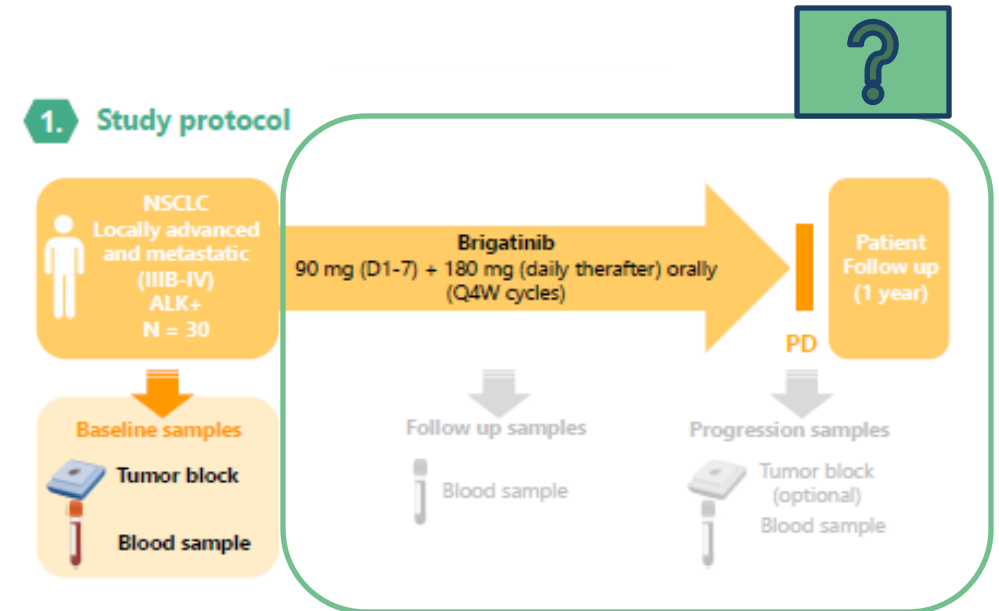 ?
1. Study protocol
NSCLC
Locally advanced
and metastatic
(IIIB-IV)
ALK+
N = 30
Brigatinib
90 mg (D1-7) + 180 mg (daily therafter) orally
(Q4W cycles)
PD
Patient
Follow up
(1 year)
Baseline samples
Tumor block
Blood sample
Follow up samples
Blood sample
Progression samples
Tumor block
(optional)
Blood sample